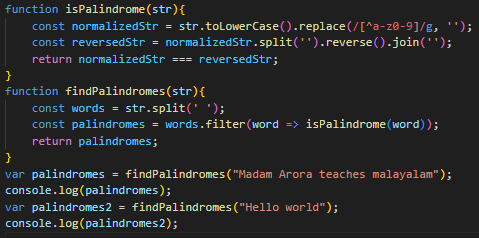 function isPalindrome(str){
    const normalizedStr = str.toLowerCase().replace(/[^a-z0-9]/g, '');
    const reversedStr = normalizedStr.split('').reverse().join('');
    return normalizedStr === reversedStr;
}
function findPalindromes(str){
    const words = str.split(' ');
    const palindromes = words.filter(word => isPalindrome(word));
    return palindromes;
}
var palindromes = findPalindromes("Madam Arora teaches malayalam");
console.log(palindromes);
var palindromes2 = findPalindromes("Hello world");
console.log(palindromes2);